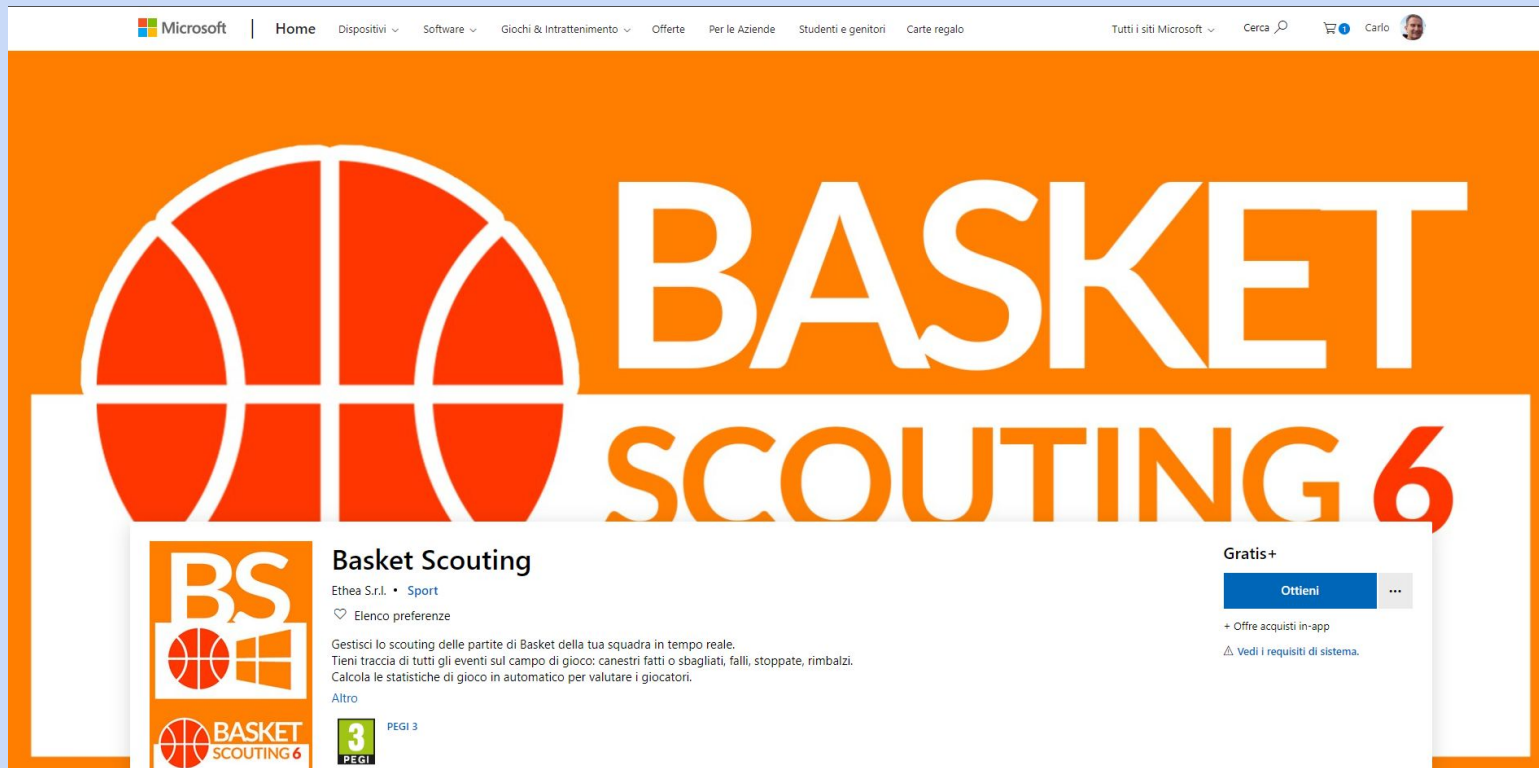 Microsoft Home Dispositivi Software Giochi & Intrattenimento Offerte Per le Aziende Studenti e genitori Carte regalo Tutti i siti Microsoft Cerca 1 Carlo
BASKET
SCOUTING 6
BS
BASKET
SCOUTING 6
Basket Scouting
Ethea S.r.l. • Sport
Elenco preferenze
Gestisci lo scouting delle partite di Basket della tua squadra in tempo reale.
Tieni traccia di tutti gli eventi sul campo di gioco: canestri fatti o sbagliati, falli, stoppate, rimbalzi.
Calcola le statistiche di gioco in automatico per valutare i giocatori.
Altro
3
PEGI
PEGI 3
Gratis+
Ottieni ...
+ Offre acquisti in-app
Vedi i requisiti di sistema.